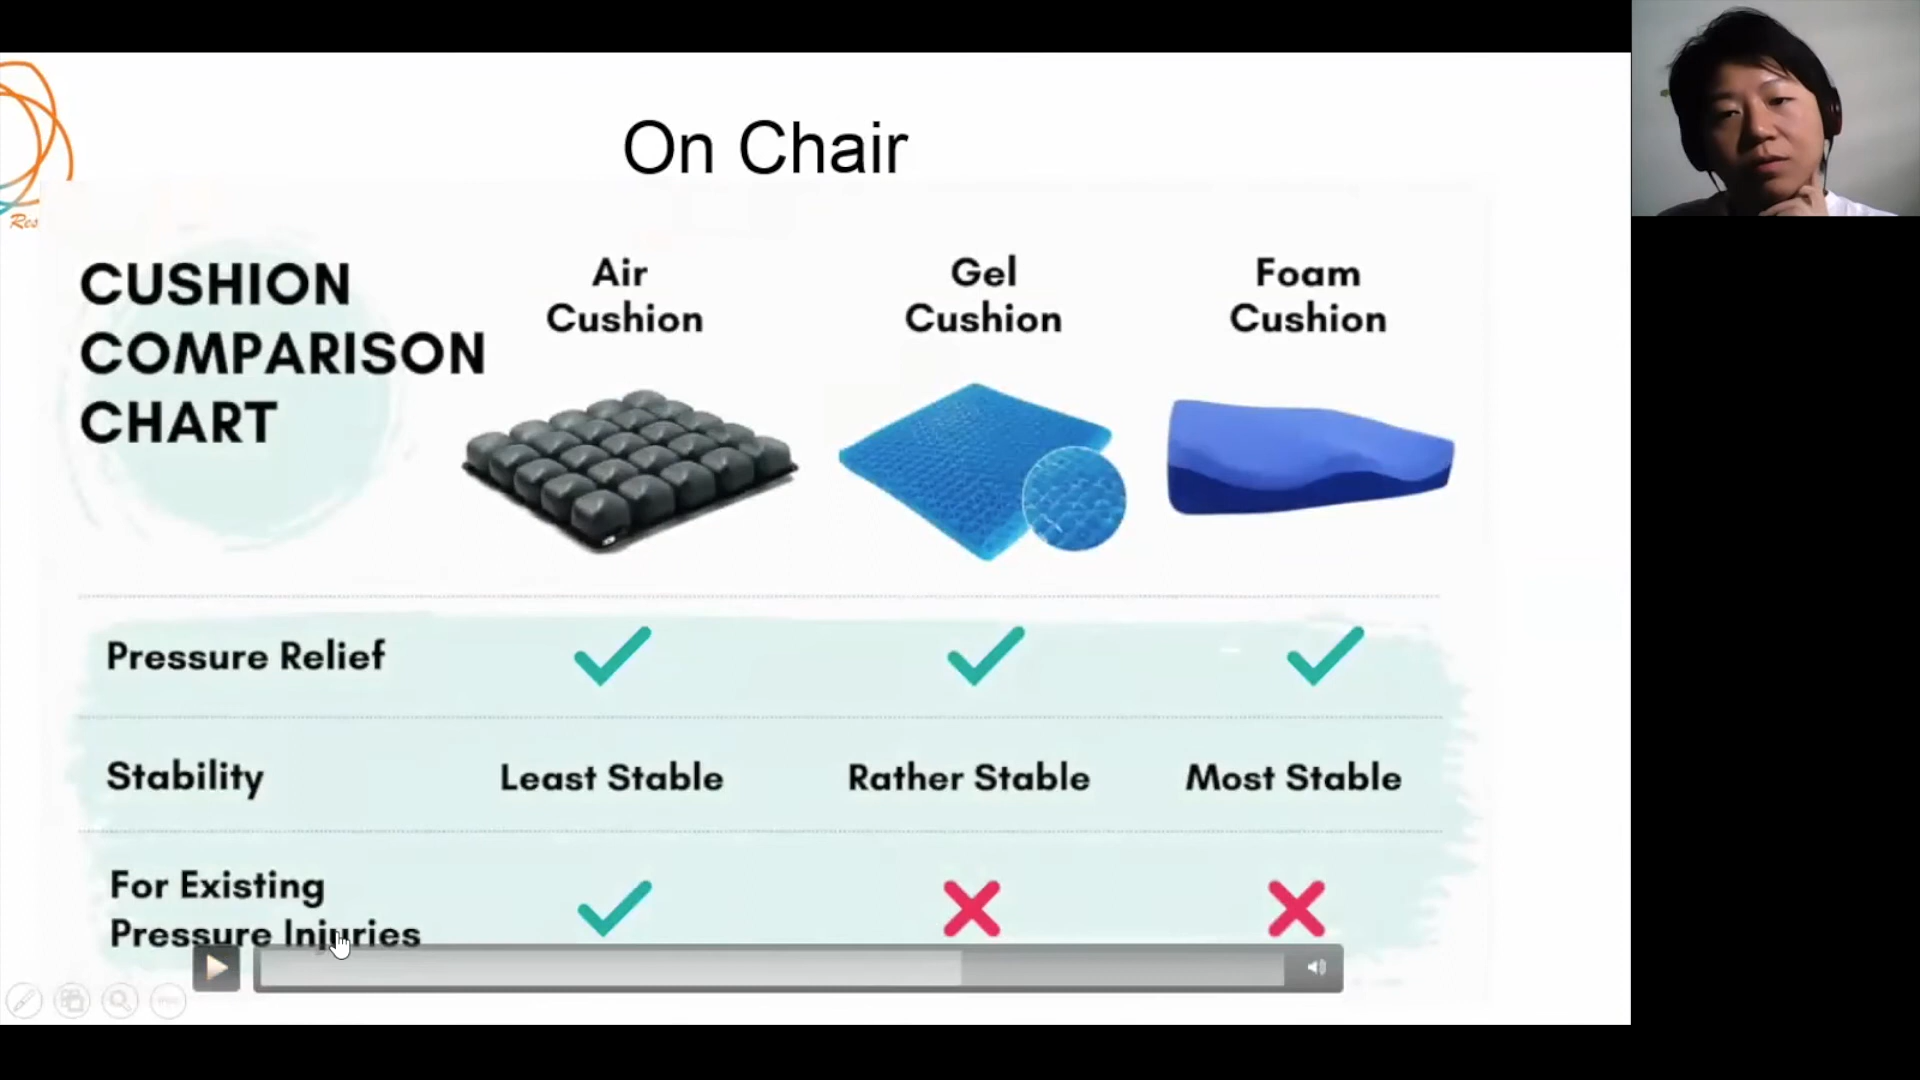 On Chair
Res
CUSHION
COMPARISON
CHART
Air
Cushion
Gel
Cushion
Foam
Cushion
Pressure Relief
Stability
Least Stable
Rather Stable
Most Stable
For Existing
Pressure Injuries